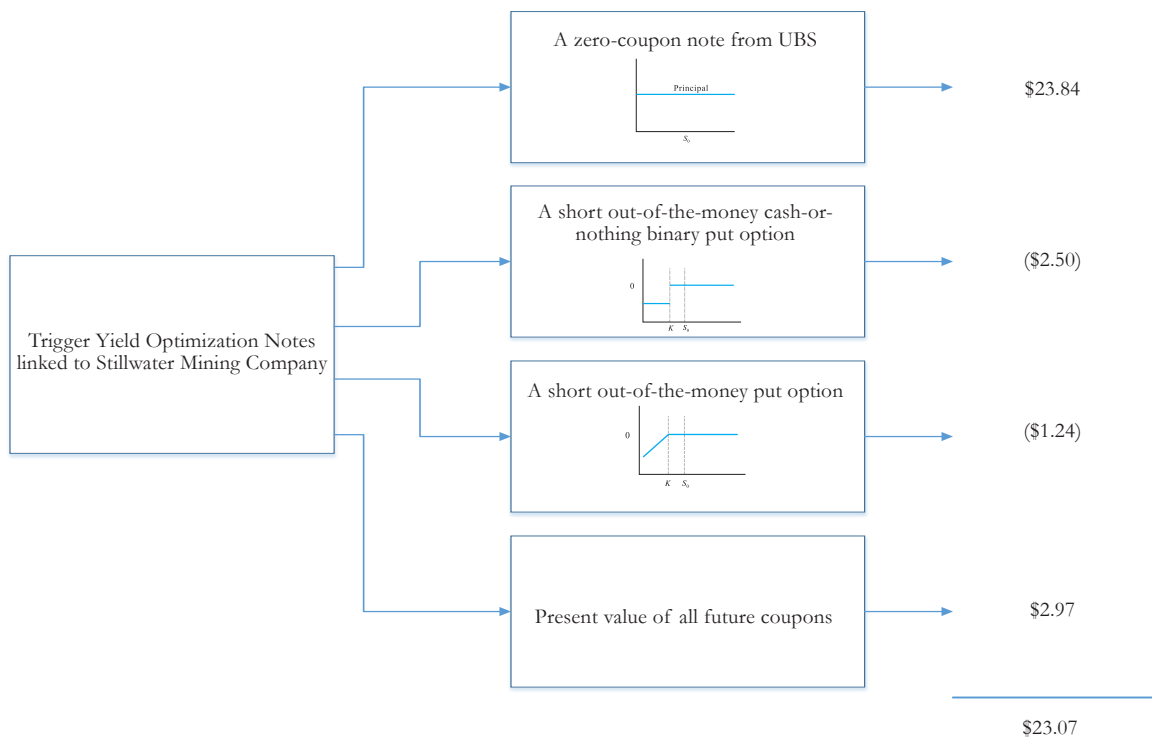 A zero-coupon note from UBS
Principal
S₀
$23.84
A short out-of-the-money cash-or-
nothing binary put option
0
K S₀
($2.50)
Trigger Yield Optimization Notes
linked to Stillwater Mining Company
A short out-of-the-money put option
0
K S₀
($1.24)
Present value of all future coupons
$2.97
$23.07